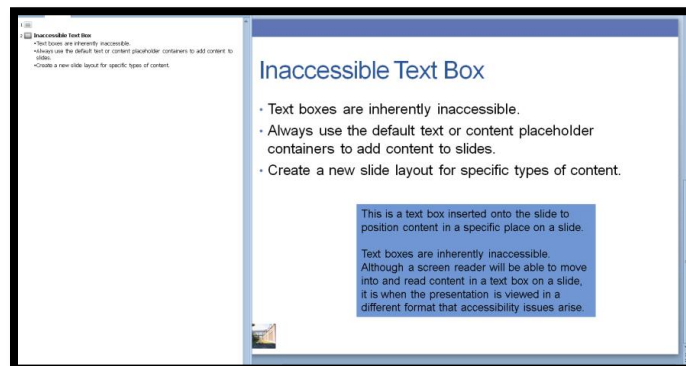 1
2 Inaccessible Text Box
•Text boxes are inherently inaccessible.
•Always use the default text or content placeholder containers to add content to
slides.
•Create a new slide layout for specific types of content.
Inaccessible Text Box
• Text boxes are inherently inaccessible.
• Always use the default text or content placeholder
containers to add content to slides.
• Create a new slide layout for specific types of content.
This is a text box inserted onto the slide to
position content in a specific place on a slide.
Text boxes are inherently inaccessible.
Although a screen reader will be able to move
into and read content in a text box on a slide,
it is when the presentation is viewed in a
different format that accessibility issues arise.